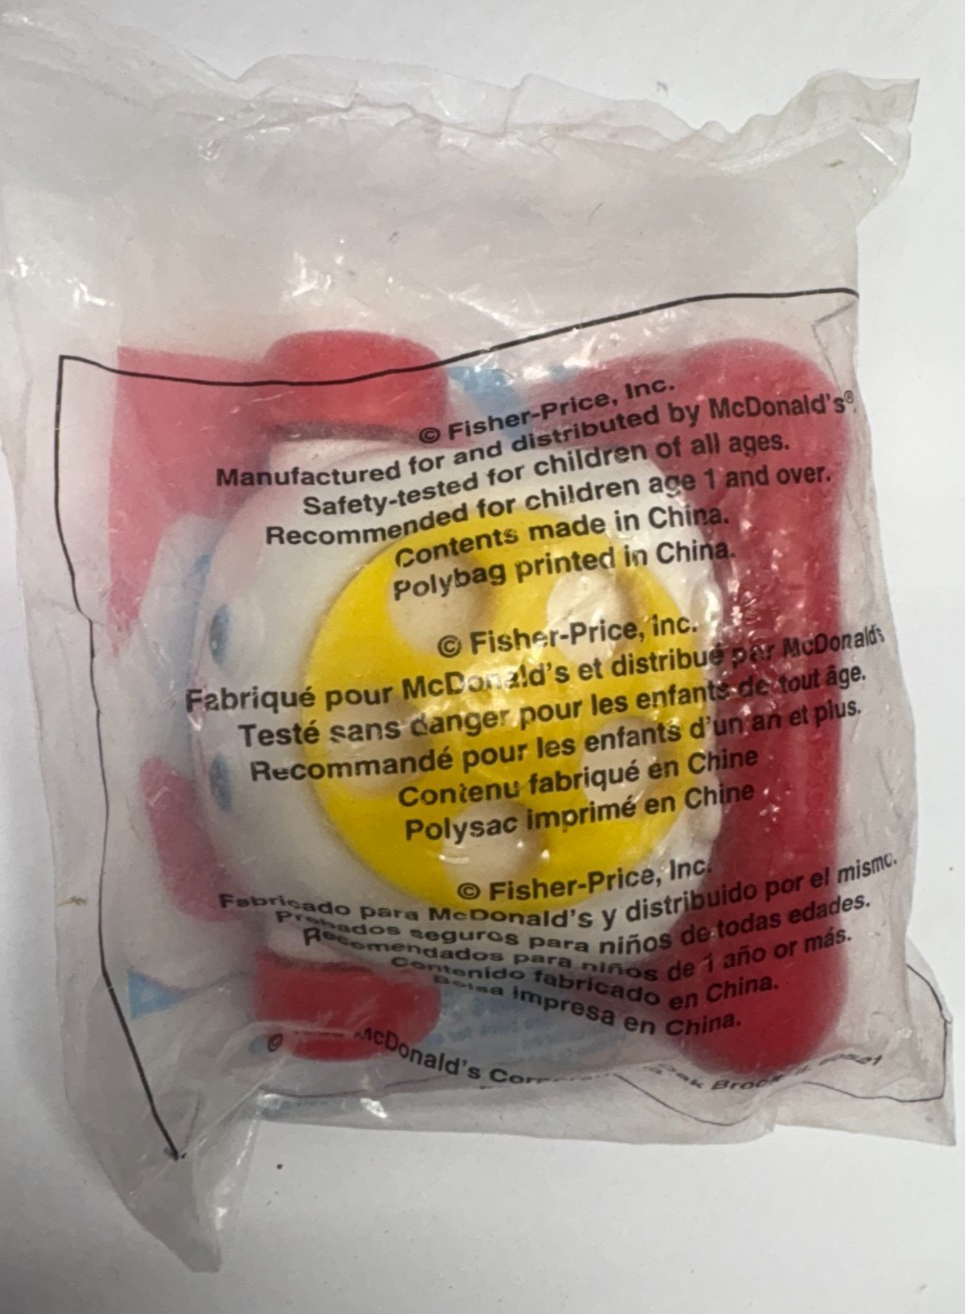 © Fisher-Price, Inc.
Manufactured for and distributed by McDonald's®.
Safety-tested for children of all ages.
Recommended for children age 1 and over.
Contents made in China.
Polybag printed in China.
© Fisher-Price, Inc.
Fabriqué pour McDonald's et distribué par McDonald's
Testé sans danger pour les enfants de tout âge.
Recommandé pour les enfants d'un an et plus.
Contenu fabriqué en Chine
Polysac imprimé en Chine
© Fisher-Price, Inc.
Fabricado para McDonald's y distribuido por el mismo.
Probados seguros para niños de todas edades.
Recomendados para niños de 1 año or más.
Contenido fabricado en China.
Bolsa impresa en China.
© McDonald's